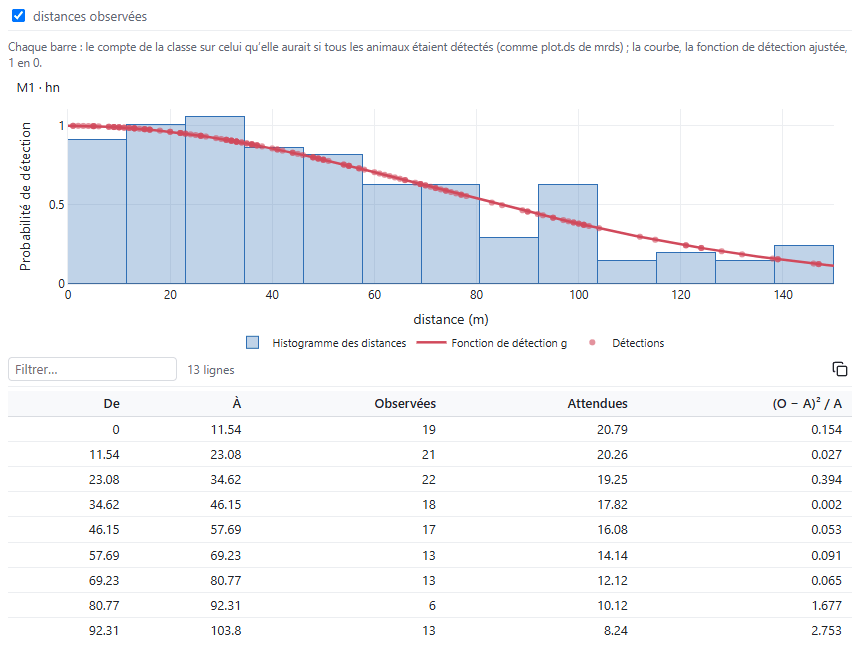 distances observées
Chaque barre : le compte de la classe sur celui qu'elle aurait si tous les animaux étaient détectés (comme plot.ds de mrds) ; la courbe, la fonction de détection ajustée,
1 en 0.
M1 · hn
Probabilité de détection
1
0.5
0
0 20 40 60 80 100 120 140
distance (m)
Histogramme des distances Fonction de détection g Détections
Filtrer... 13 lignes
De À Observées Attendues (O − A)² / A
0 11.54 19 20.79 0.154
11.54 23.08 21 20.26 0.027
23.08 34.62 22 19.25 0.394
34.62 46.15 18 17.82 0.002
46.15 57.69 17 16.08 0.053
57.69 69.23 13 14.14 0.091
69.23 80.77 13 12.12 0.065
80.77 92.31 6 10.12 1.677
92.31 103.8 13 8.24 2.753